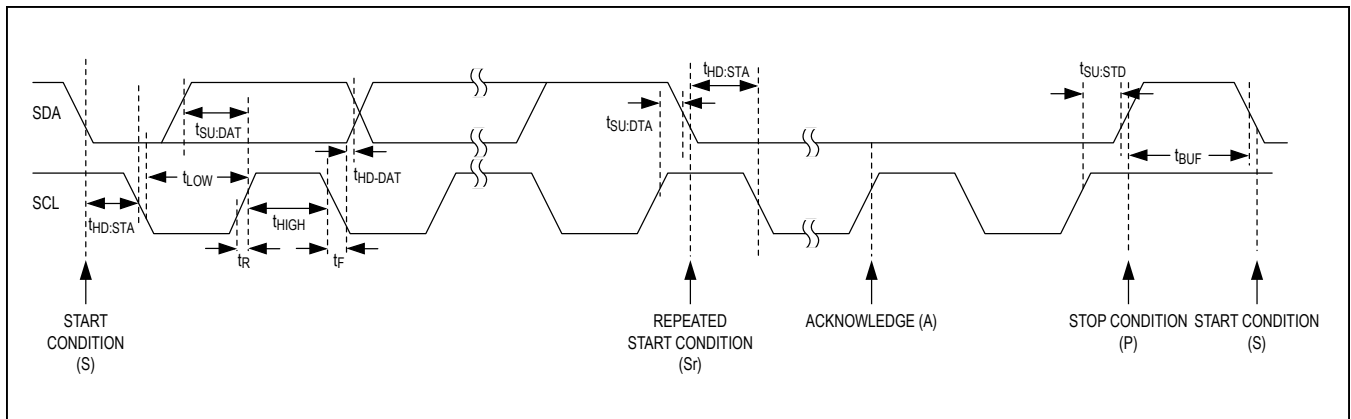 SDA
SCL
tHD:STA
tLOW
tSU:DAT
tR
tHIGH
tF
tHD-DAT
tSU:DTA
tHD:STA
tSU:STD
tBUF
START
CONDITION
(S)
REPEATED
START CONDITION
(Sr)
ACKNOWLEDGE (A)
STOP CONDITION
(P)
START CONDITION
(S)